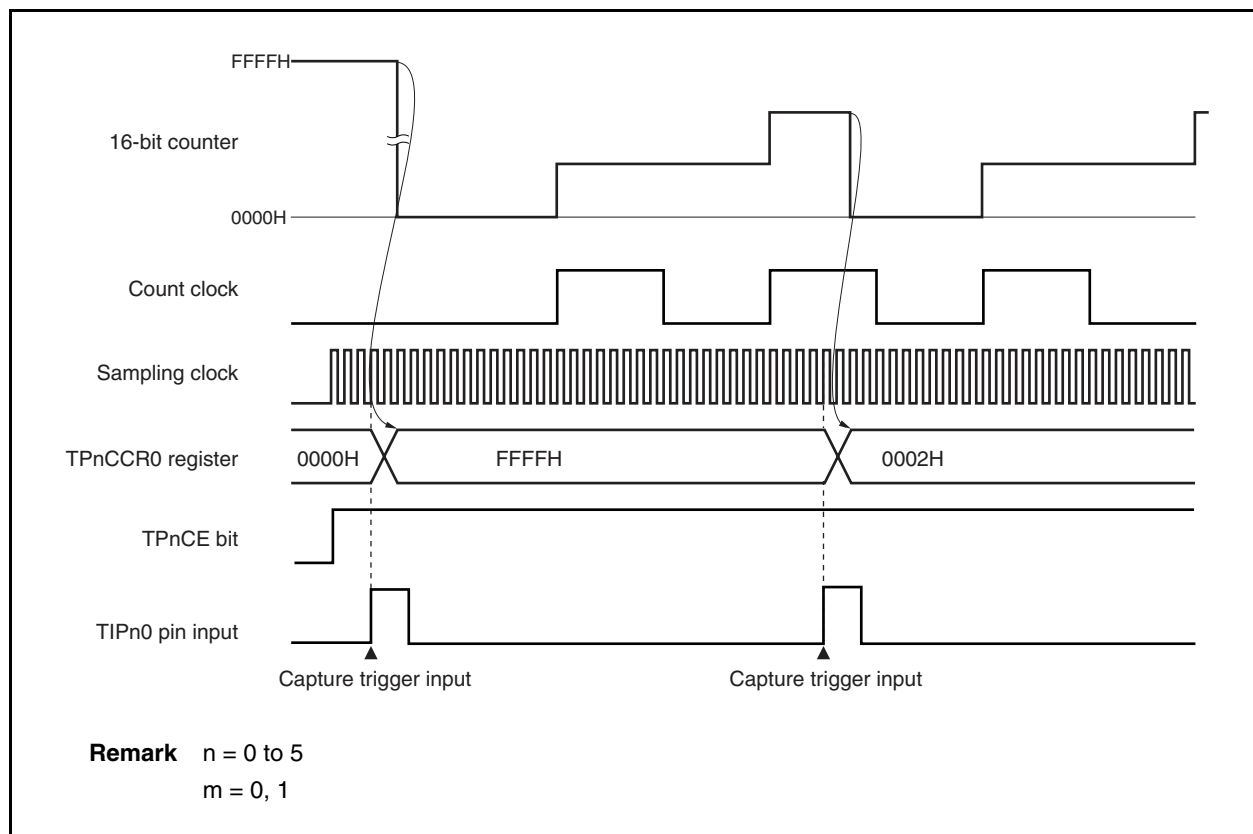 FFFFH
16-bit counter
0000H
Count clock
Sampling clock
TPnCCR0 register 0000H FFFFH 0002H
TPnCE bit
TIPn0 pin input
Capture trigger input Capture trigger input
Remark n = 0 to 5
m = 0, 1